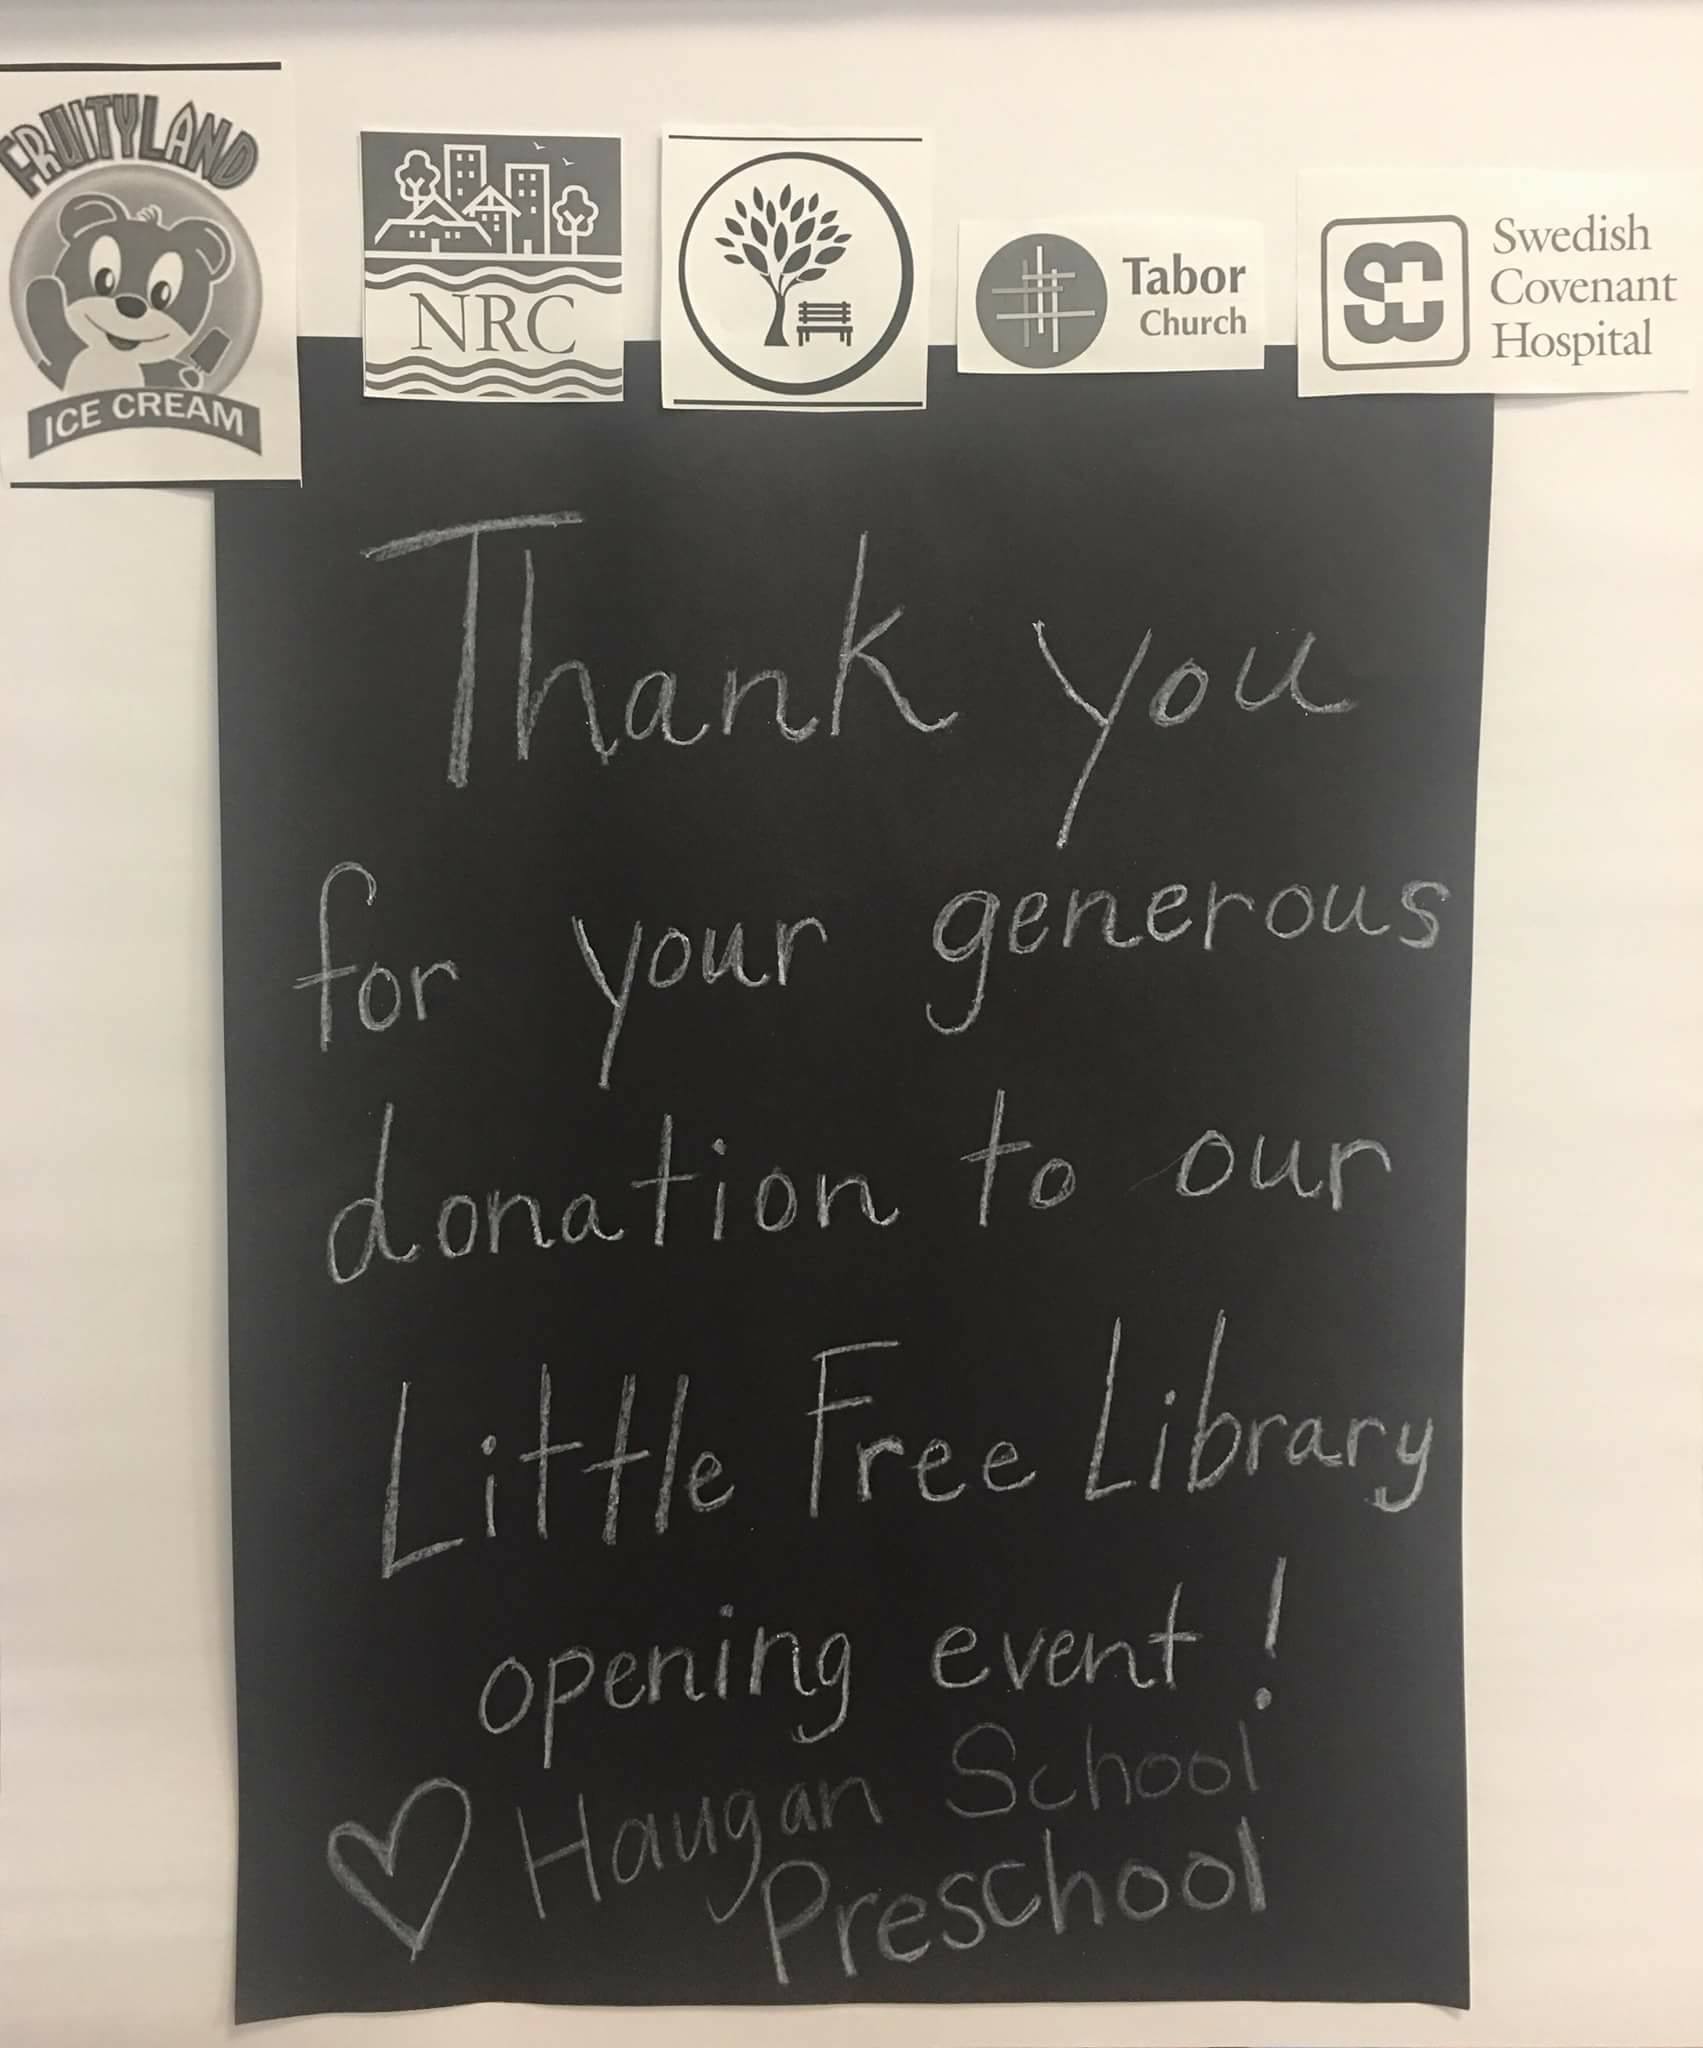 FRUITYLAND
ICE CREAM
NRC
Tabor
Church
Swedish
Covenant
Hospital
Thank you
for your generous
donation to our
Little Free Library
opening event!
Haugan School
Preschool